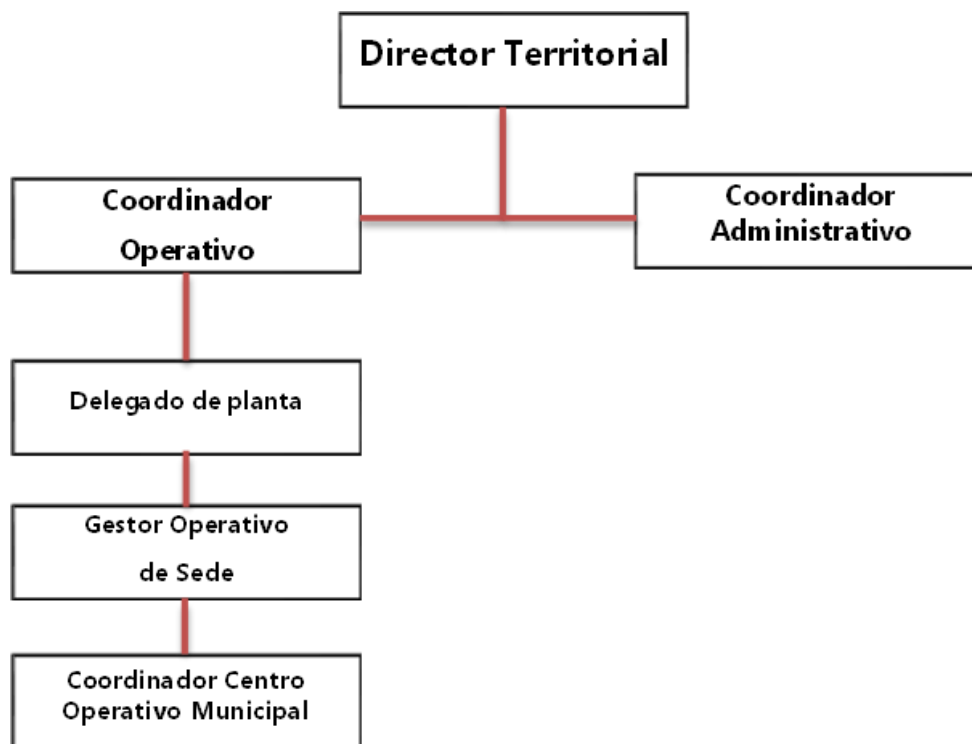 Director Territorial
Coordinador
Operativo
Coordinador
Administrativo
Delegado de planta
Gestor Operativo
de Sede
Coordinador Centro
Operativo Municipal